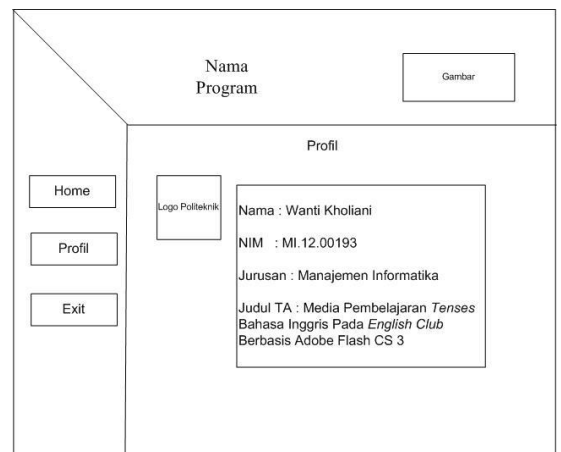 Nama
Program
Gambar
Profil
Home
Profil
Exit
Logo Politeknik
Nama : Wanti Kholiani
NIM : MI.12.00193
Jurusan : Manajemen Informatika
Judul TA : Media Pembelajaran Tenses
Bahasa Inggris Pada English Club
Berbasis Adobe Flash CS 3